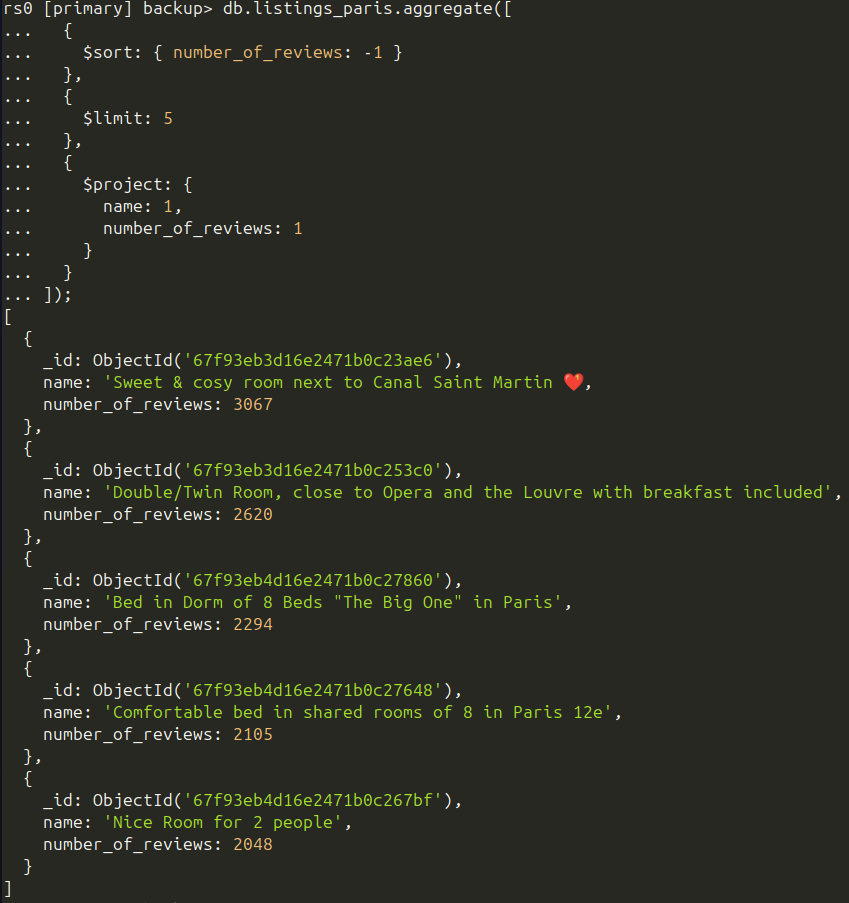 rs0 [primary] backup> db.listings_paris.aggregate([
...   {
...     $sort: { number_of_reviews: -1 }
...   },
...   {
...     $limit: 5
...   },
...   {
...     $project: {
...       name: 1,
...       number_of_reviews: 1
...     }
...   }
... ]);
[
  {
    _id: ObjectId('67f93eb3d16e2471b0c23ae6'),
    name: 'Sweet & cosy room next to Canal Saint Martin ❤️,
    number_of_reviews: 3067
  },
  {
    _id: ObjectId('67f93eb3d16e2471b0c253c0'),
    name: 'Double/Twin Room, close to Opera and the Louvre with breakfast included',
    number_of_reviews: 2620
  },
  {
    _id: ObjectId('67f93eb4d16e2471b0c27860'),
    name: 'Bed in Dorm of 8 Beds "The Big One" in Paris',
    number_of_reviews: 2294
  },
  {
    _id: ObjectId('67f93eb4d16e2471b0c27648'),
    name: 'Comfortable bed in shared rooms of 8 in Paris 12e',
    number_of_reviews: 2105
  },
  {
    _id: ObjectId('67f93eb4d16e2471b0c267bf'),
    name: 'Nice Room for 2 people',
    number_of_reviews: 2048
  }
]